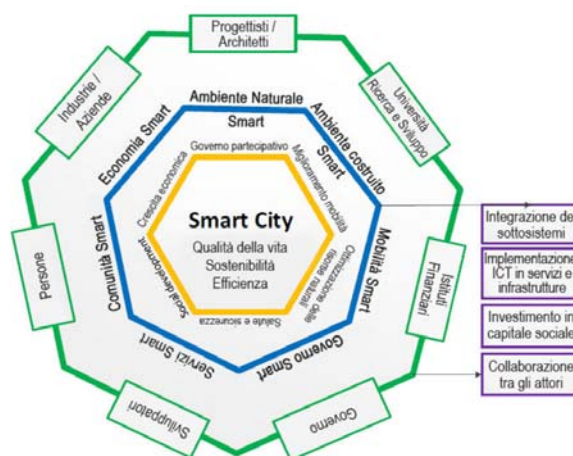 Progettisti /
Architetti
Università
Ricerca e Sviluppo
Istituti
Finanziari
Governo
Sviluppatori
Persone
Industrie /
Aziende
Ambiente Naturale
Smart
Ambiente costruito
Smart
Mobilità Smart
Governo Smart
Servizi Smart
Comunità Smart
Economia Smart
Governo partecipativo
Miglioramento mobilità
Ottimizzazione delle
risorse naturali
Salute e sicurezza
Social development
Crescita economica
Smart City
Qualità della vita
Sostenibilità
Efficienza
Integrazione dei
sottosistemi
Implementazione
ICT in servizi e
infrastrutture
Investimento in
capitale sociale
Collaborazione
tra gli attori